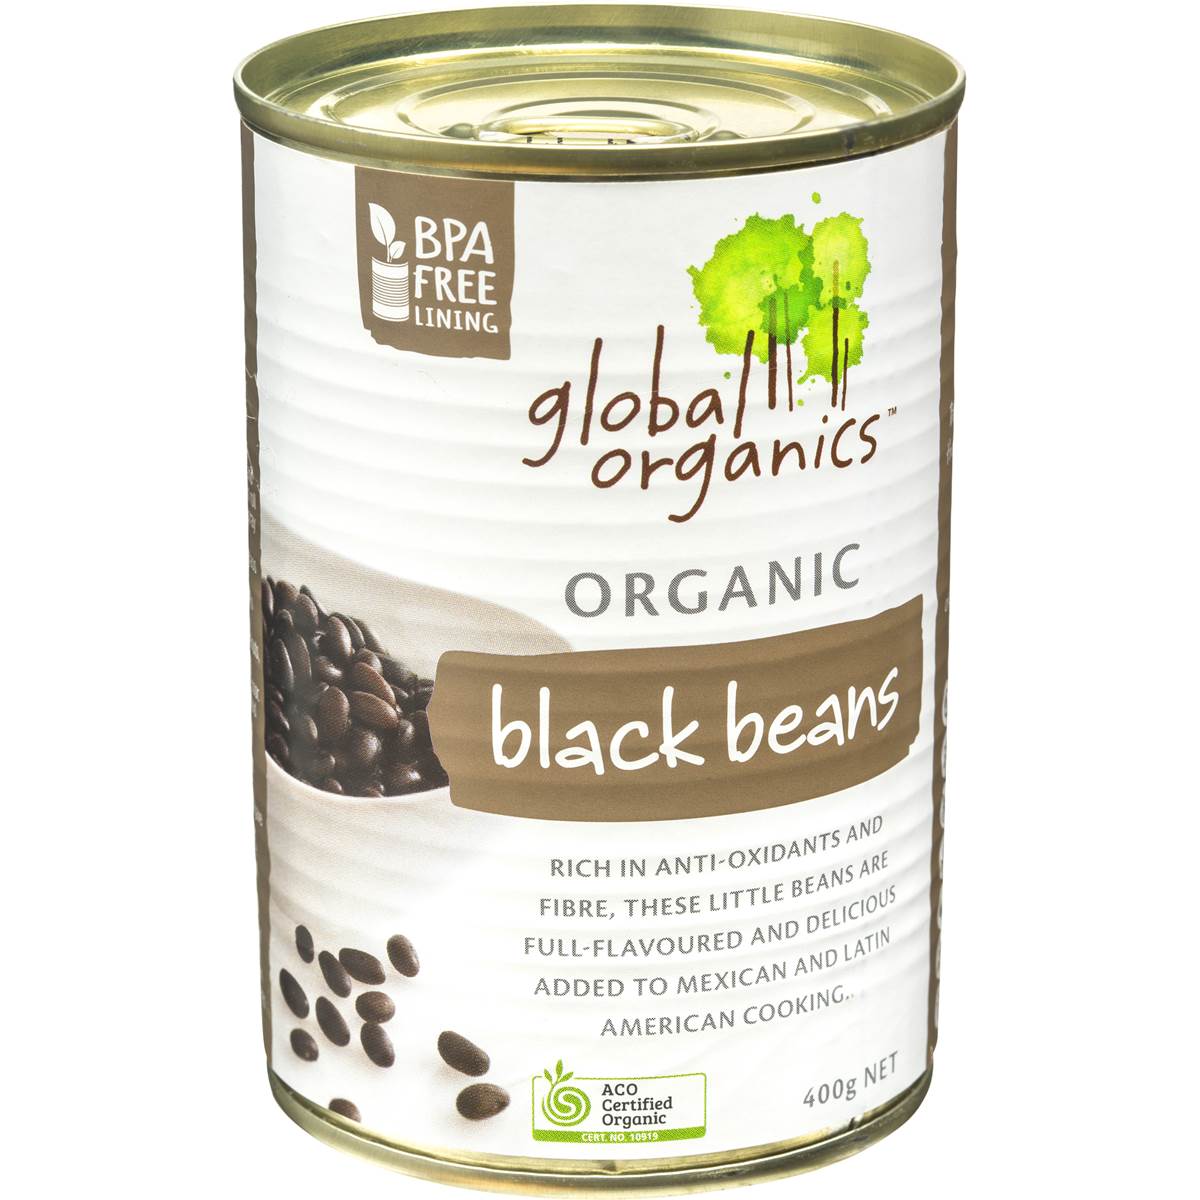 BPA
FREE
LINING
global
organics™
ORGANIC
black beans
RICH IN ANTI-OXIDANTS AND
FIBRE, THESE LITTLE BEANS ARE
FULL-FLAVOURED AND DELICIOUS
ADDED TO MEXICAN AND LATIN
AMERICAN COOKING..
ACO
Certified
Organic
CERT. NO. 10919
400g NET